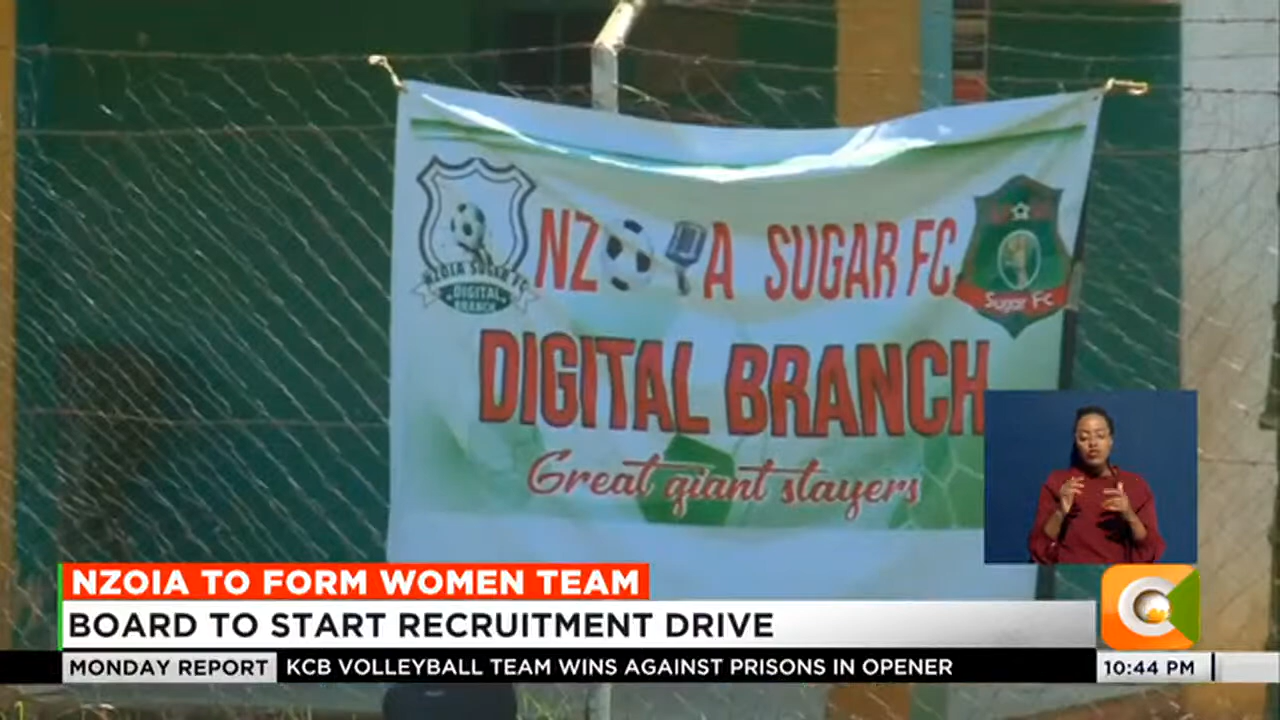 NZOIA SUGAR FC
NZOIA SUGAR FC
DIGITAL
BRANCH
Sugar FC
DIGITAL BRANCH
Great giant slayers
NZOIA TO FORM WOMEN TEAM
BOARD TO START RECRUITMENT DRIVE
MONDAY REPORT
KCB VOLLEYBALL TEAM WINS AGAINST PRISONS IN OPENER
10:44 PM